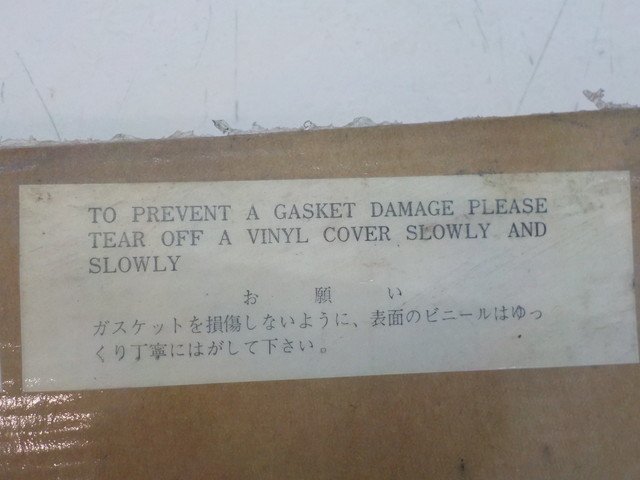 TO PREVENT A GASKET DAMAGE PLEASE
TEAR OFF A VINYL COVER SLOWLY AND
SLOWLY
お願い
ガスケットを損傷しないように、表面のビニールはゆっ
くり丁寧にはがして下さい。